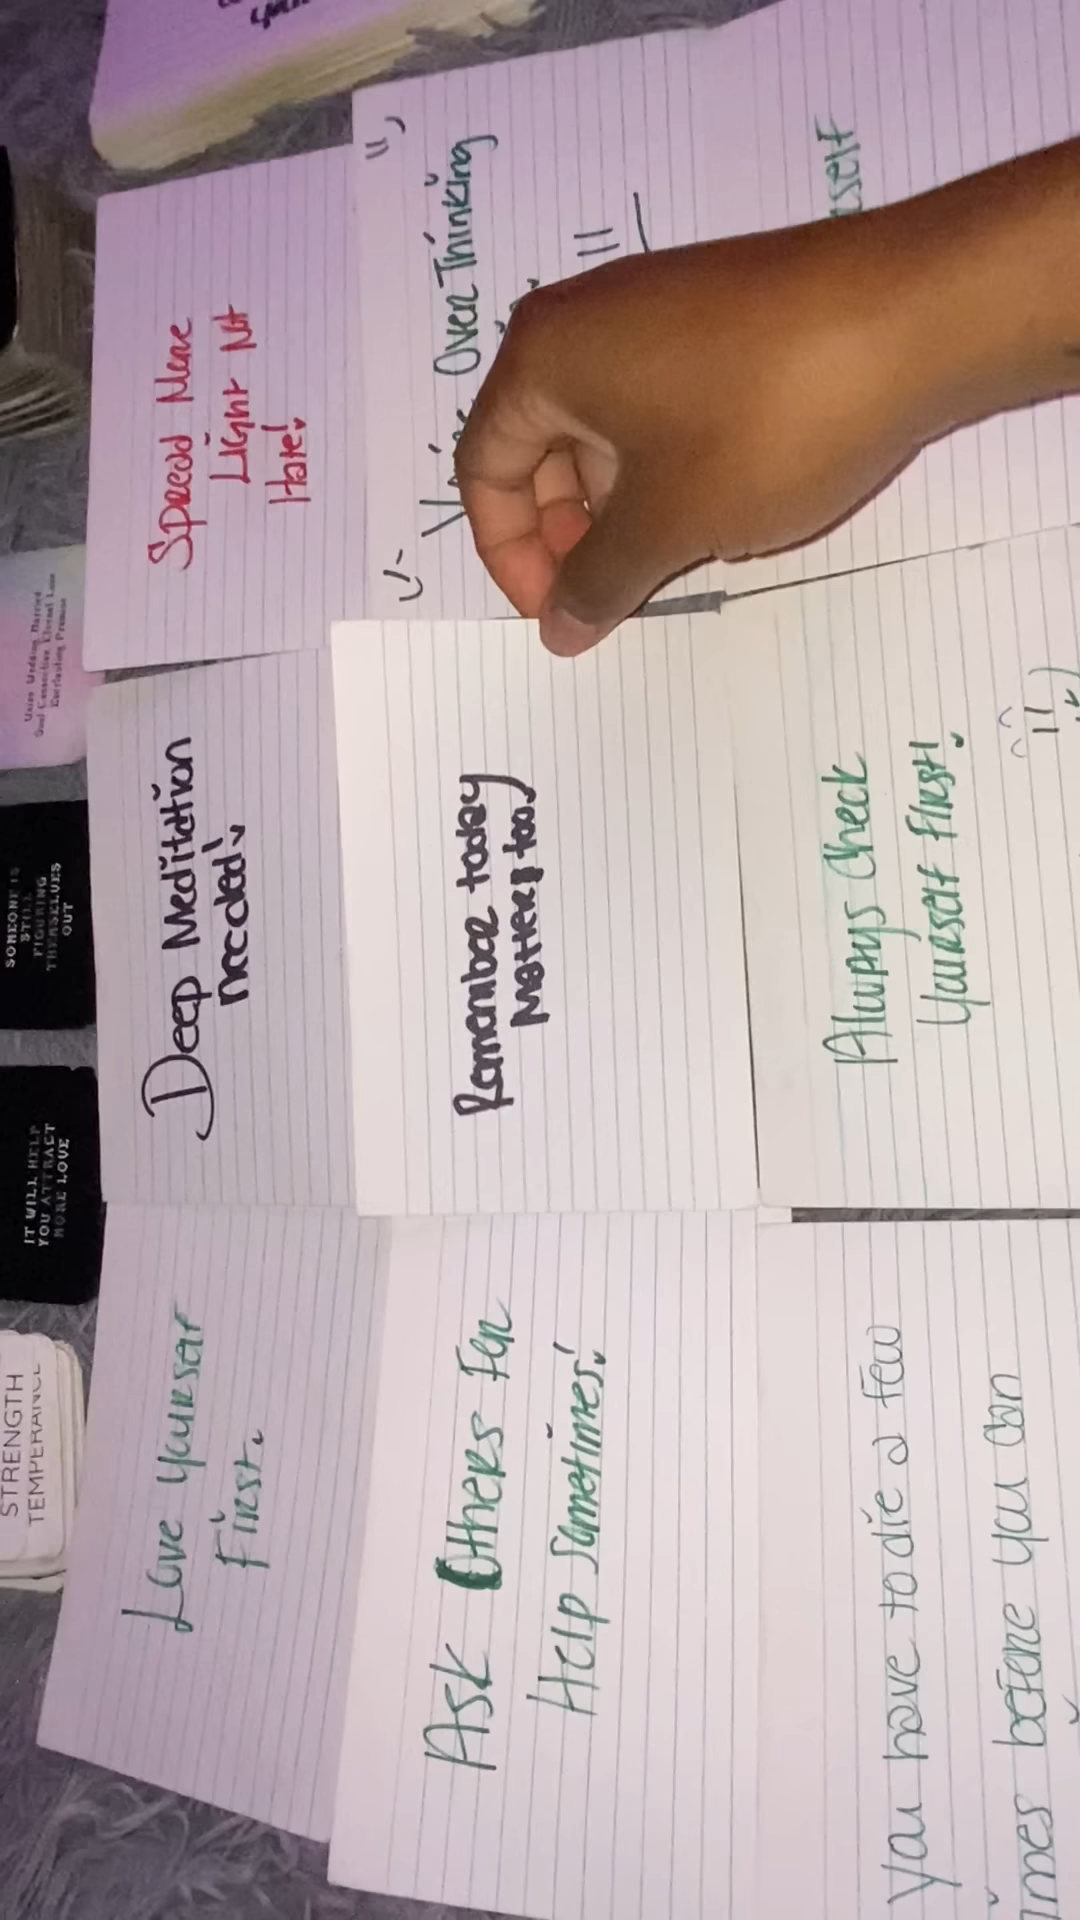 STRENGTH
TEMPERANCE
IT WILL HELP
YOU ATTRACT
MORE LOVE
SOMEONE IS
STILL
FIGURING
THEMSELVES
OUT
Love yourself
First.
Deep Meditation
needed!
Spread More
Light Not
Hate!
Ask Others For
Help Sometimes!
Remember today
Matters too!
Over Thinking
you have to die a few
times before you can
Always Check
yourself First!